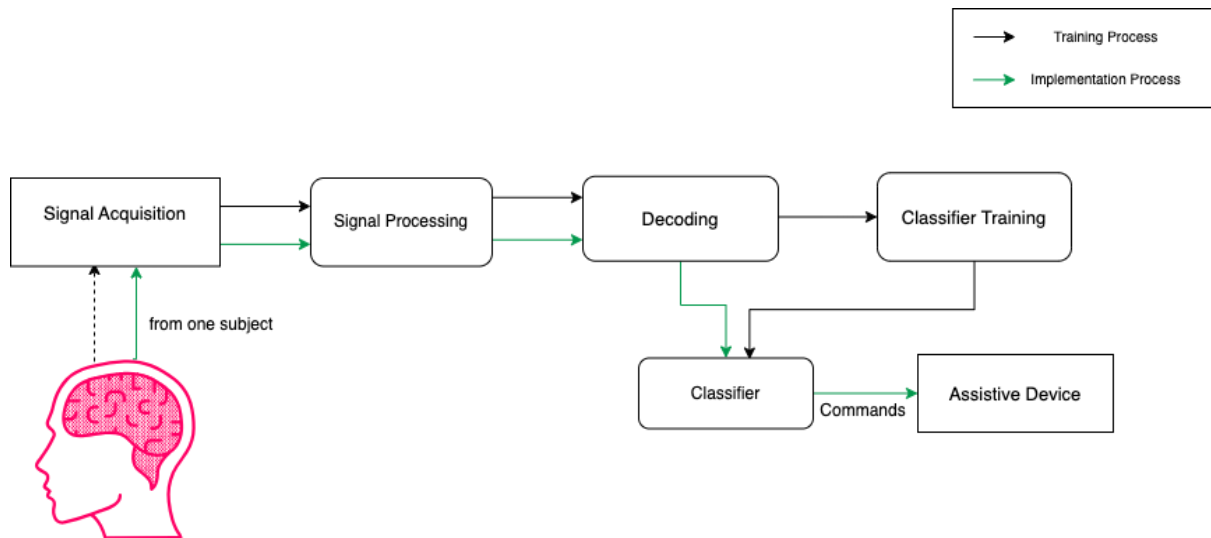 Training Process
Implementation Process
Signal Acquisition
Signal Processing
Decoding
Classifier Training
from one subject
Classifier
Commands
Assistive Device